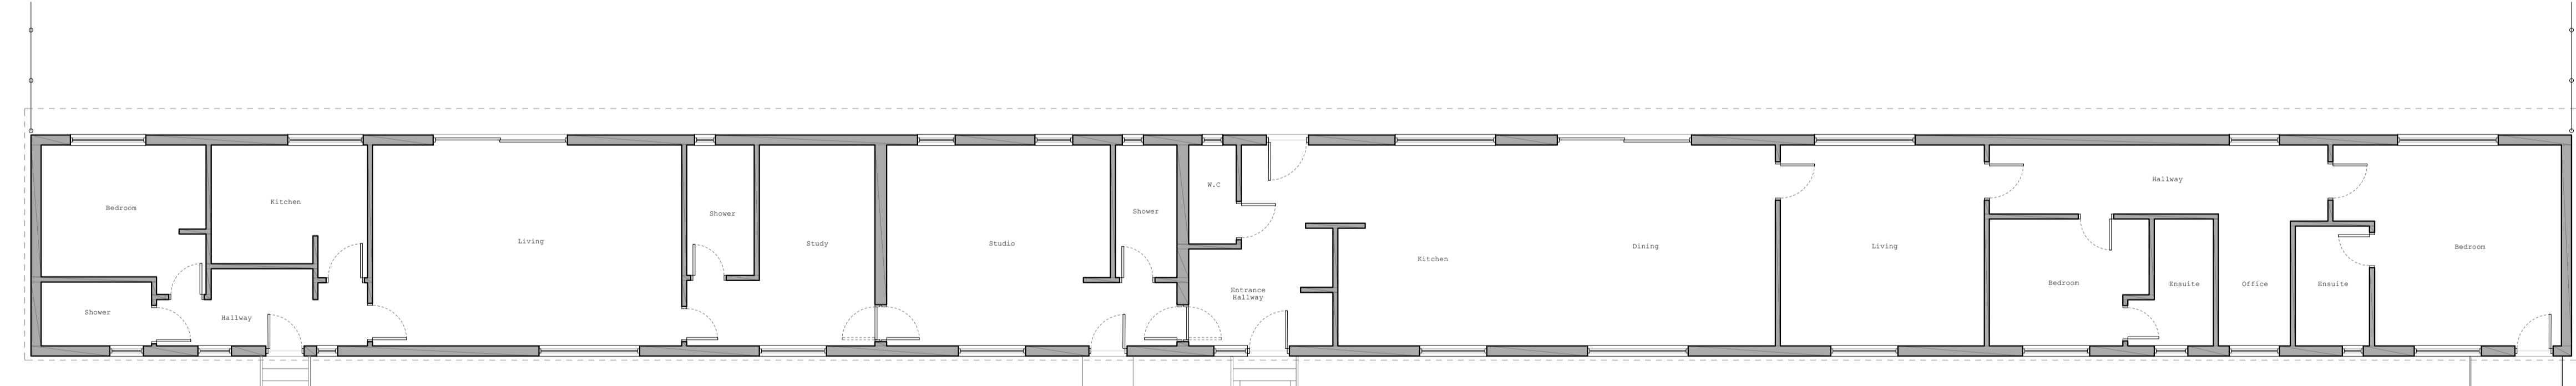 Bedroom
Shower
Hallway
Kitchen
Living
Shower
Study
Studio
Shower
W.C
Entrance
Hallway
Kitchen
Dining
Living
Hallway
Bedroom
Ensuite
Office
Ensuite
Bedroom